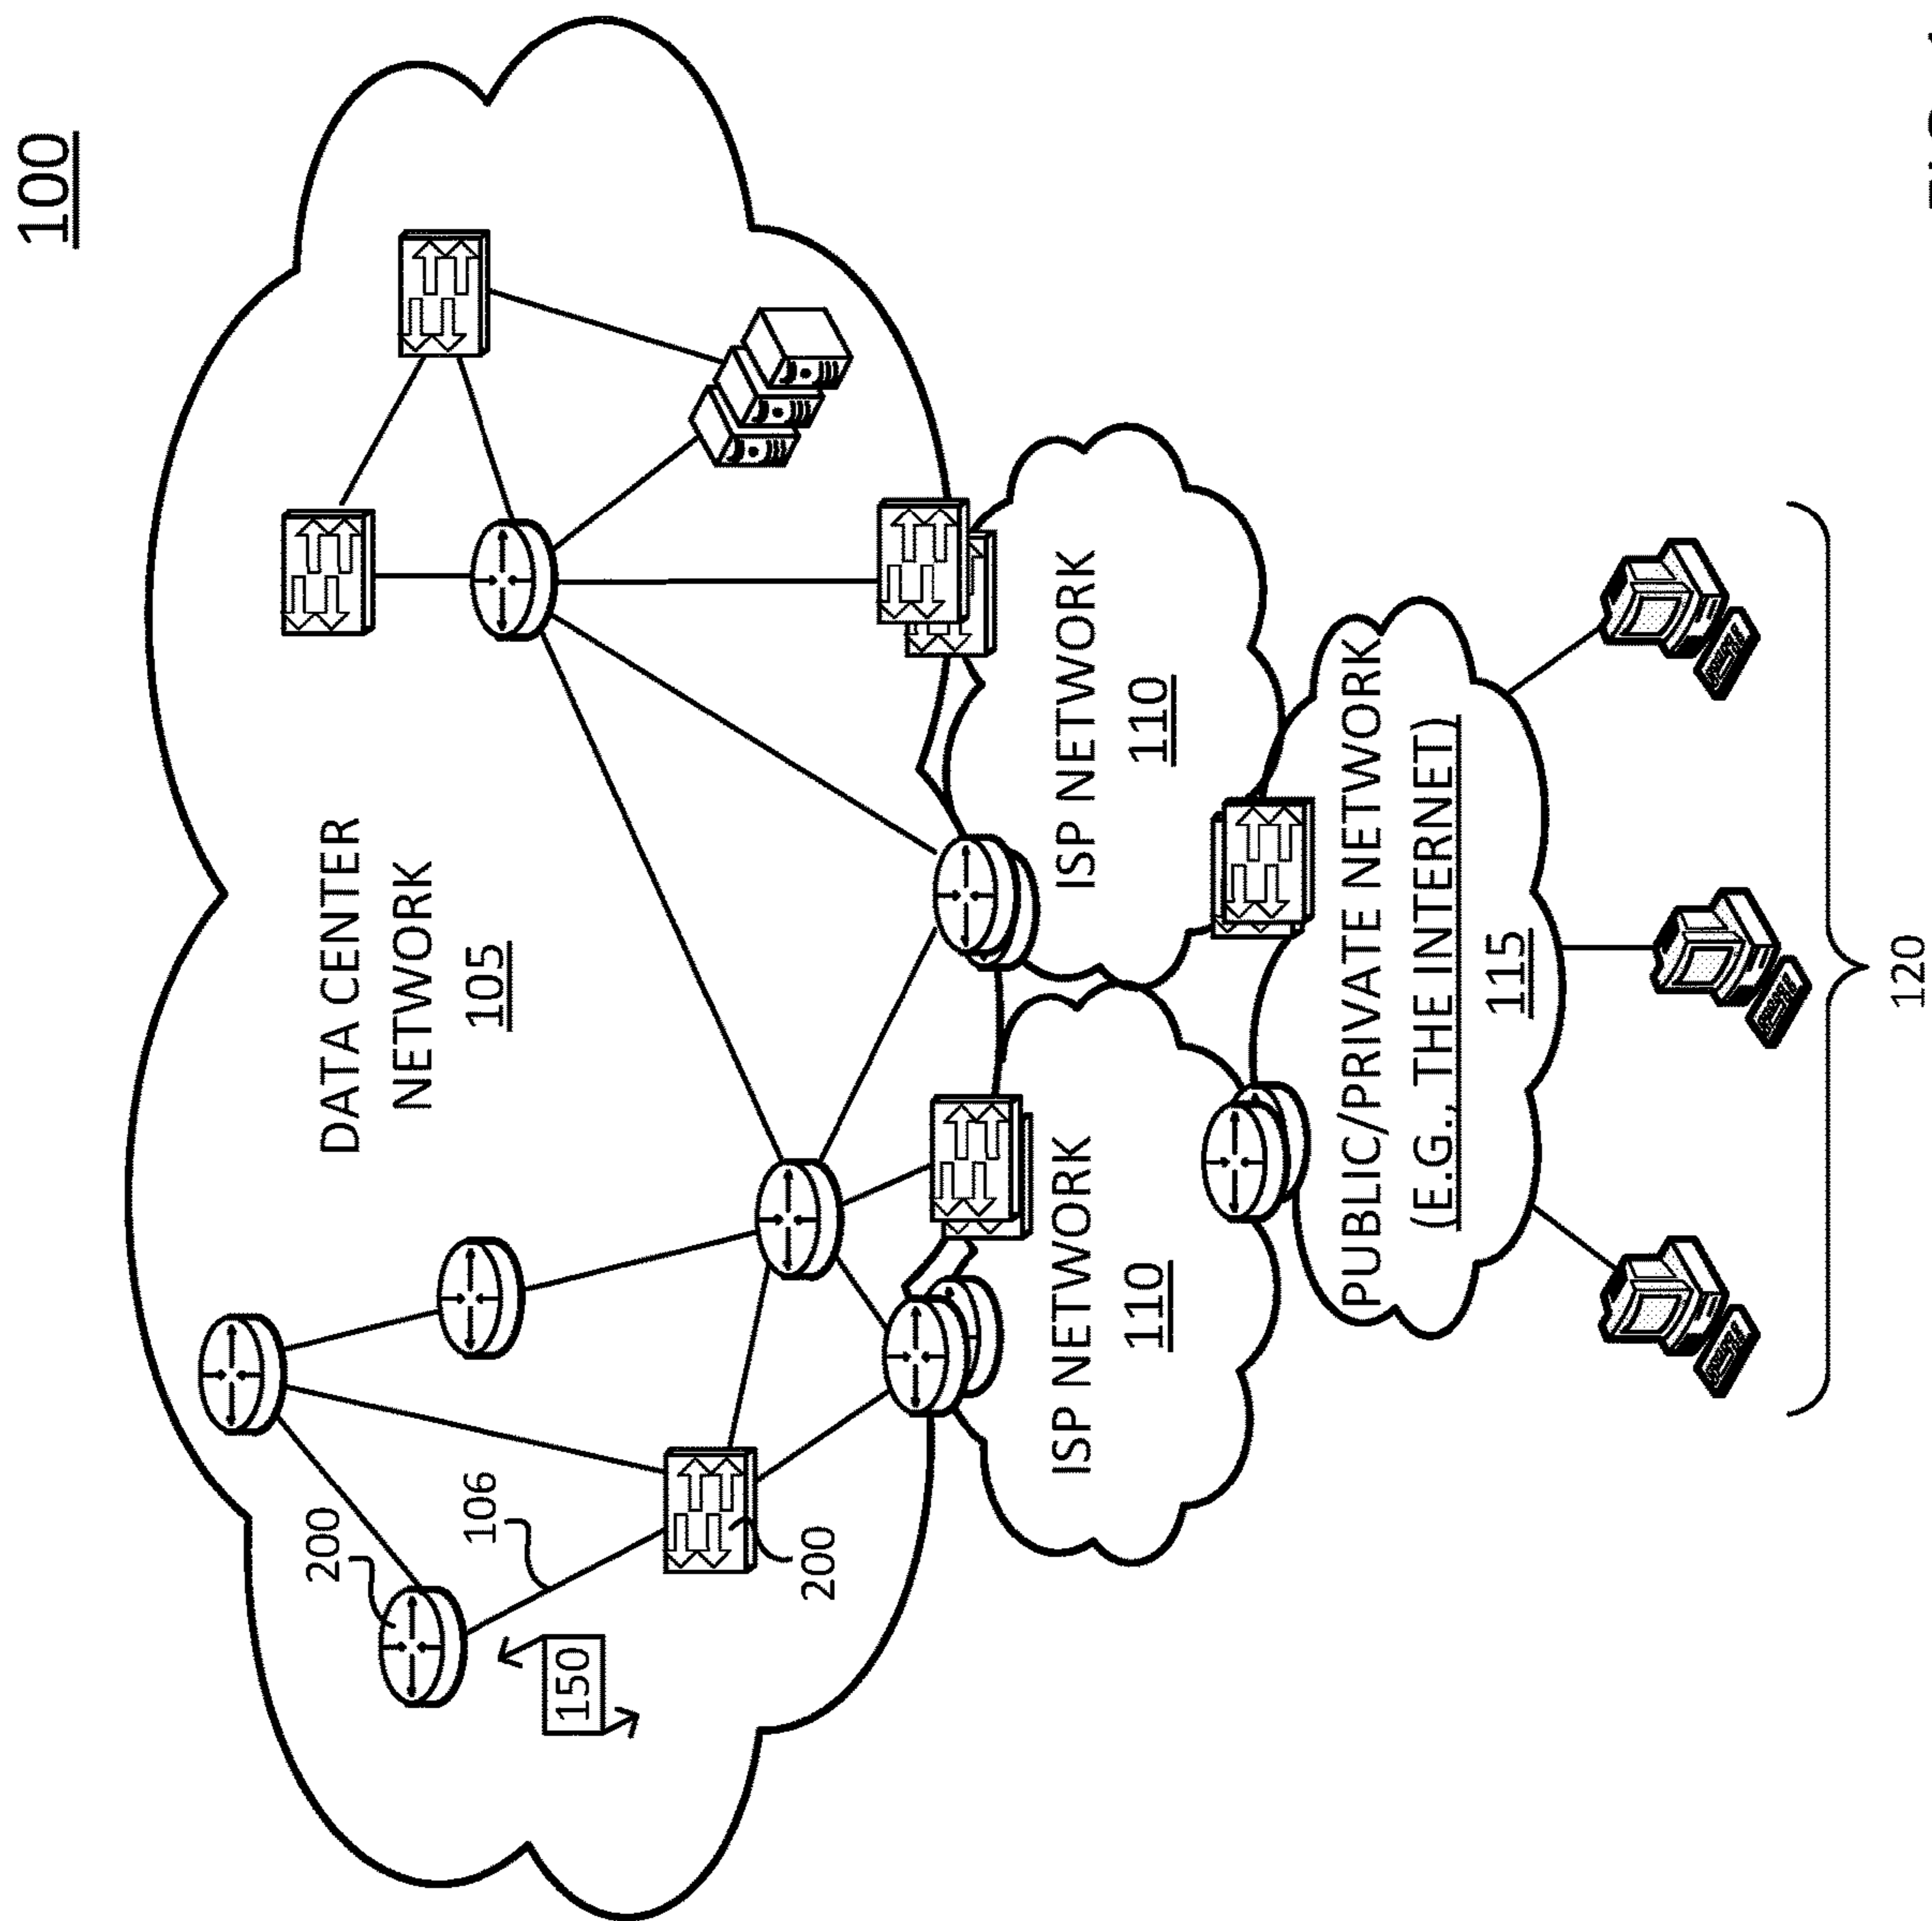 100
DATA CENTER
NETWORK
105
200
106
150
200
ISP NETWORK
110
ISP NETWORK
110
PUBLIC/PRIVATE NETWORK
(E.G., THE INTERNET)
115
120